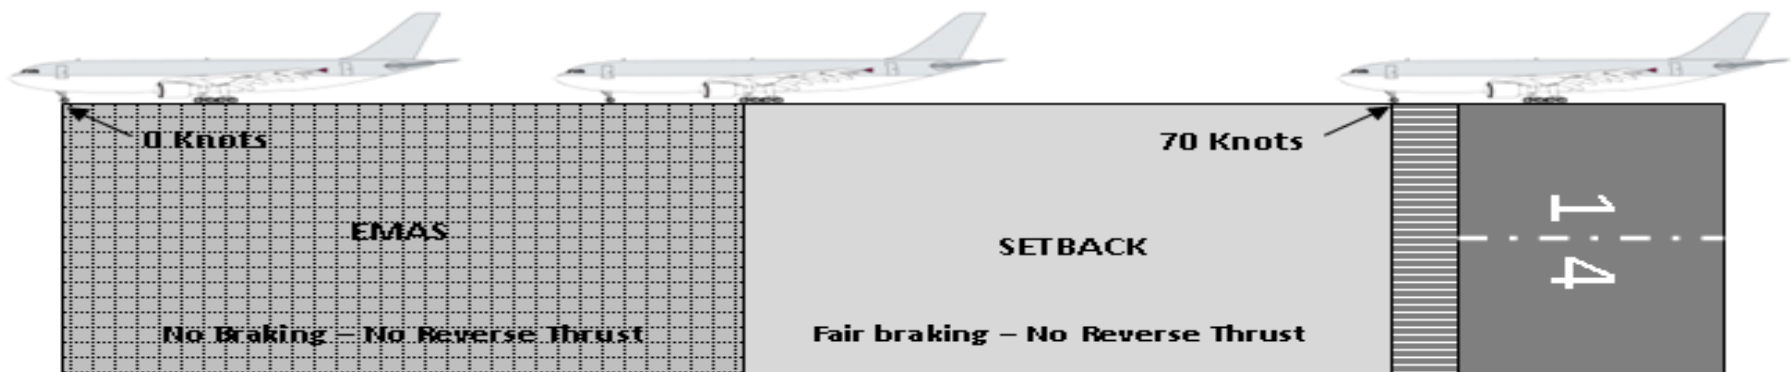 0 Knots
70 Knots
EMAS
SETBACK
No Braking – No Reverse Thrust
Fair braking – No Reverse Thrust
14